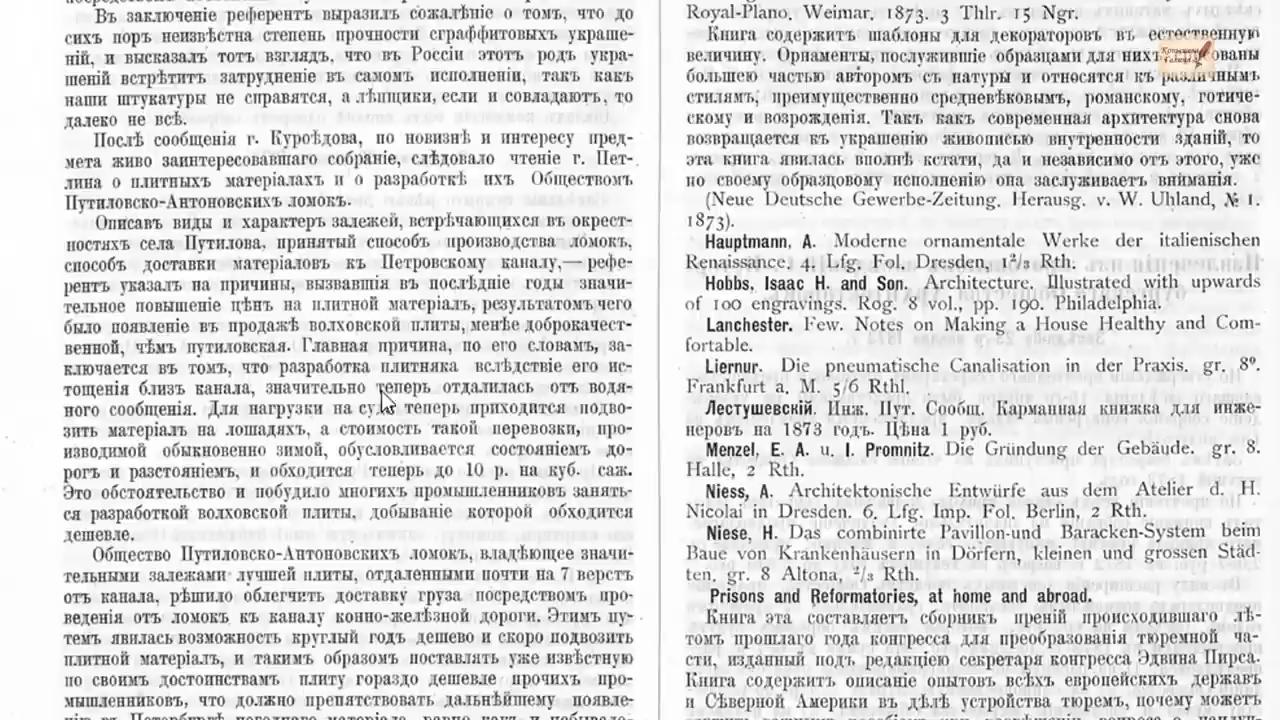 Въ заключеніе референтъ выразилъ сожалѣніе о томъ, что до
сихъ поръ неизвѣстна степень прочности сграффитовыхъ украше-
ній, и высказалъ тотъ взглядъ, что въ Россіи этотъ родъ укра-
шеній встрѣтитъ затрудненіе въ самомъ исполненіи, такъ какъ
наши штукатуры не справятся, а лѣпщики, если и совладаютъ, то
далеко не всѣ.
Послѣ сообщенія г. Куроѣдова, по новизнѣ и интересу пред-
мета живо заинтересовавшаго собраніе, слѣдовало чтеніе г. Пет-
лина о плитныхъ матеріалахъ и о разработкѣ ихъ Обществомъ
Путиловско-Антоновскихъ ломокъ.
Описавъ виды и характеръ залежей, встрѣчающихся въ окрест-
ностяхъ села Путилова, принятый способъ производства ломокъ,
способъ доставки матеріаловъ къ Петровскому каналу,— рефе-
рентъ указалъ на причины, вызвавшія въ послѣдніе годы значи-
тельное повышеніе цѣнъ на плитной матеріалъ, результатомъ чего
было появленіе въ продажѣ волховской плиты, менѣе доброкачест-
венной, чѣмъ путиловская. Главная причина, по его словамъ, за-
ключается въ томъ, что разработка плитняка вслѣдствіе его ис-
тощенія близъ канала, значительно теперь отдалилась отъ водя-
ного сообщенія. Для нагрузки на суда теперь приходится подво-
зить матеріалъ на лошадяхъ, а стоимость такой перевозки, про-
изводимой обыкновенно зимой, обусловливается состояніемъ до-
рогъ и разстояніемъ, и обходится теперь до 10 р. на куб. саж.
Это обстоятельство и побудило многихъ промышленниковъ занять-
ся разработкой волховской плиты, добываніе которой обходится
дешевле.
Общество Путиловско-Антоновскихъ ломокъ, владѣющее значи-
тельными залежами лучшей плиты, отдаленными почти на 7 верстъ
отъ канала, рѣшило облегчить доставку груза посредствомъ про-
веденія отъ ломокъ къ каналу конно-желѣзной дороги. Этимъ пу-
темъ явилась возможность круглый годъ дешево и скоро подвозить
плитной матеріалъ, и такимъ образомъ поставлять уже извѣстную
по своимъ достоинствамъ плиту гораздо дешевле прочихъ про-
мышленниковъ, что должно препятствовать дальнѣйшему появле-
Royal-Plano, Weimar, 1873. 3 Thlr. 15 Ngr.
Книга содержитъ шаблоны для декораторовъ въ естественную
величину. Орнаменты, послужившіе образцами для нихъ
большею частью авторомъ съ натуры и относятся къ различнымъ
стилямъ, преимущественно средневѣковымъ, романскому, готиче-
скому и возрожденія. Такъ какъ современная архитектура снова
возвращается къ украшенію живописью внутренности зданій, то
эта книга явилась вполнѣ кстати, да и независимо отъ этого, уже
по своему образцовому исполненію она заслуживаетъ вниманія.
(Neue Deutsche Gewerbe-Zeitung. Herausg. v. W. Uhland, № 1.
1873).
Hauptmann, A. Moderne ornamentale Werke der italienischen
Renaissance. 4. Lfg. Fol. Dresden, 1²/₃ Rth.
Hobbs, Isaac H. and Son. Architecture. Illustrated with upwards
of 100 engravings. Rog. 8 vol., pp. 190. Philadelphia.
Lanchester. Few. Notes on Making a House Healthy and Com-
fortable.
Liernur. Die pneumatische Canalisation in der Praxis. gr. 8º.
Frankfurt a. M. 5/6 Rthl.
Лестушевскій. Инж. Пут. Сообщ. Карманная книжка для инже-
неровъ на 1873 годъ. Цѣна 1 руб.
Menzel, E. A. u. I. Promnitz. Die Gründung der Gebäude. gr. 8.
Halle, 2 Rth.
Niess, A. Architektonische Entwürfe aus dem Atelier d. H.
Nicolai in Dresden. 6. Lfg. Imp. Fol. Berlin, 2 Rth.
Niese, H. Das combinirte Pavillon-und Baracken-System beim
Baue von Krankenhäusern in Dörfern, kleinen und grossen Städ-
ten. gr. 8 Altona, ²/₃ Rth.
Prisons and Reformatories, at home and abroad.
Книга эта составляетъ сборникъ преній происходившаго лѣ-
томъ прошлаго года конгресса для преобразованія тюремной ча-
сти, изданный подъ редакціею секретаря конгресса Эдвина Пирса.
Книга содержитъ описаніе опытовъ всѣхъ европейскихъ державъ
и Сѣверной Америки въ дѣлѣ устройства тюремъ, почему можетъ